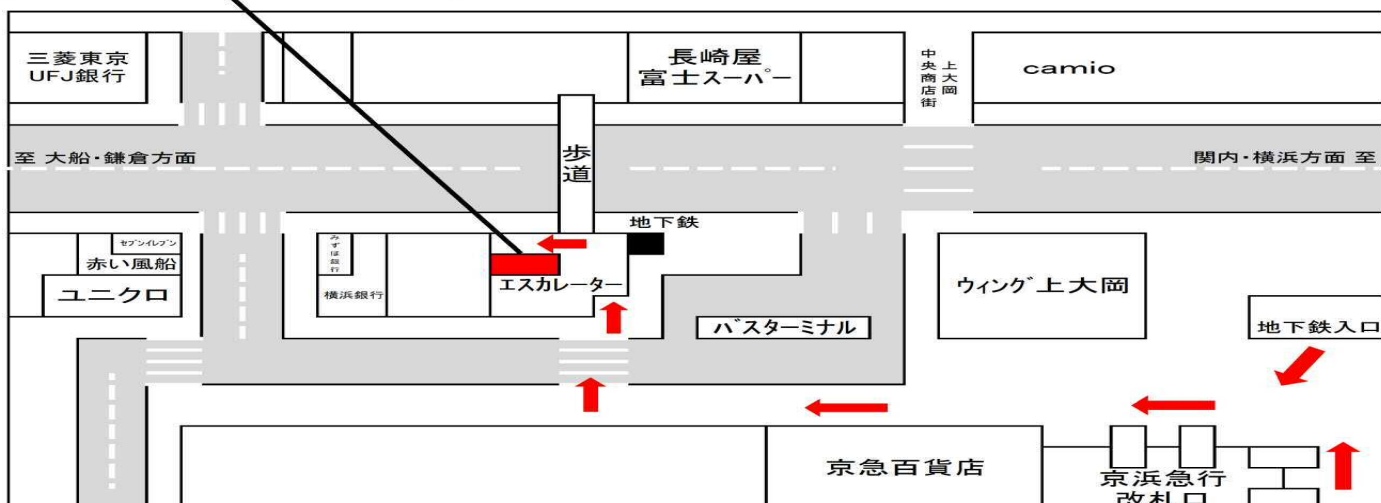 三菱東京
UFJ銀行
長崎屋
富士スーパー
上大岡
中央商店街
camio
至 大船・鎌倉方面
歩道
関内・横浜方面 至
地下鉄
セブンイレブン
赤い風船
ユニクロ
みずほ銀行
横浜銀行
エスカレーター
バスターミナル
ウィング上大岡
地下鉄入口
京急百貨店
京浜急行
改札口